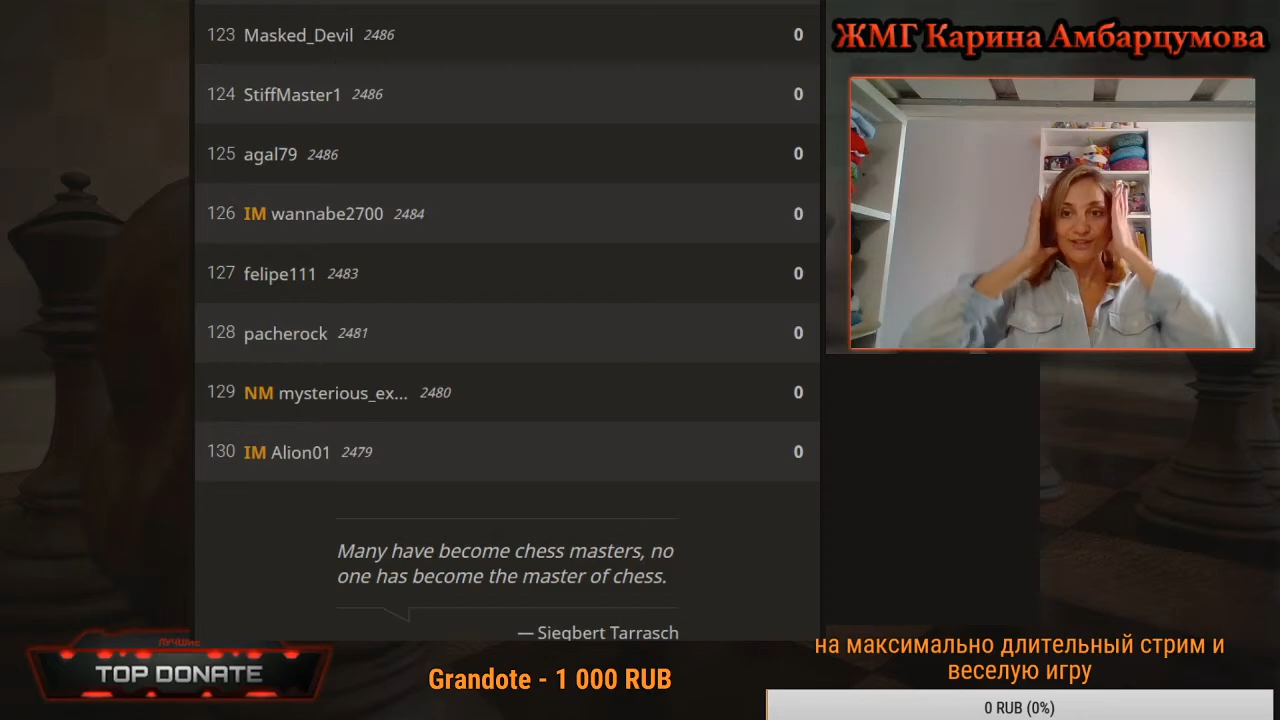 ЖМГ Карина Амбарцумова
123 Masked_Devil 2486 0
124 StiffMaster1 2486 0
125 agal79 2486 0
126 IM wannabe2700 2484 0
127 felipe111 2483 0
128 pacherock 2481 0
129 NM mysterious_ex... 2480 0
130 IM Alion01 2479 0
Many have become chess masters, no
one has become the master of chess.
— Siegbert Tarrasch
ЛУЧШИЕ
TOP DONATE
Grandote - 1 000 RUB
на максимально длительный стрим и
веселую игру
0 RUB (0%)